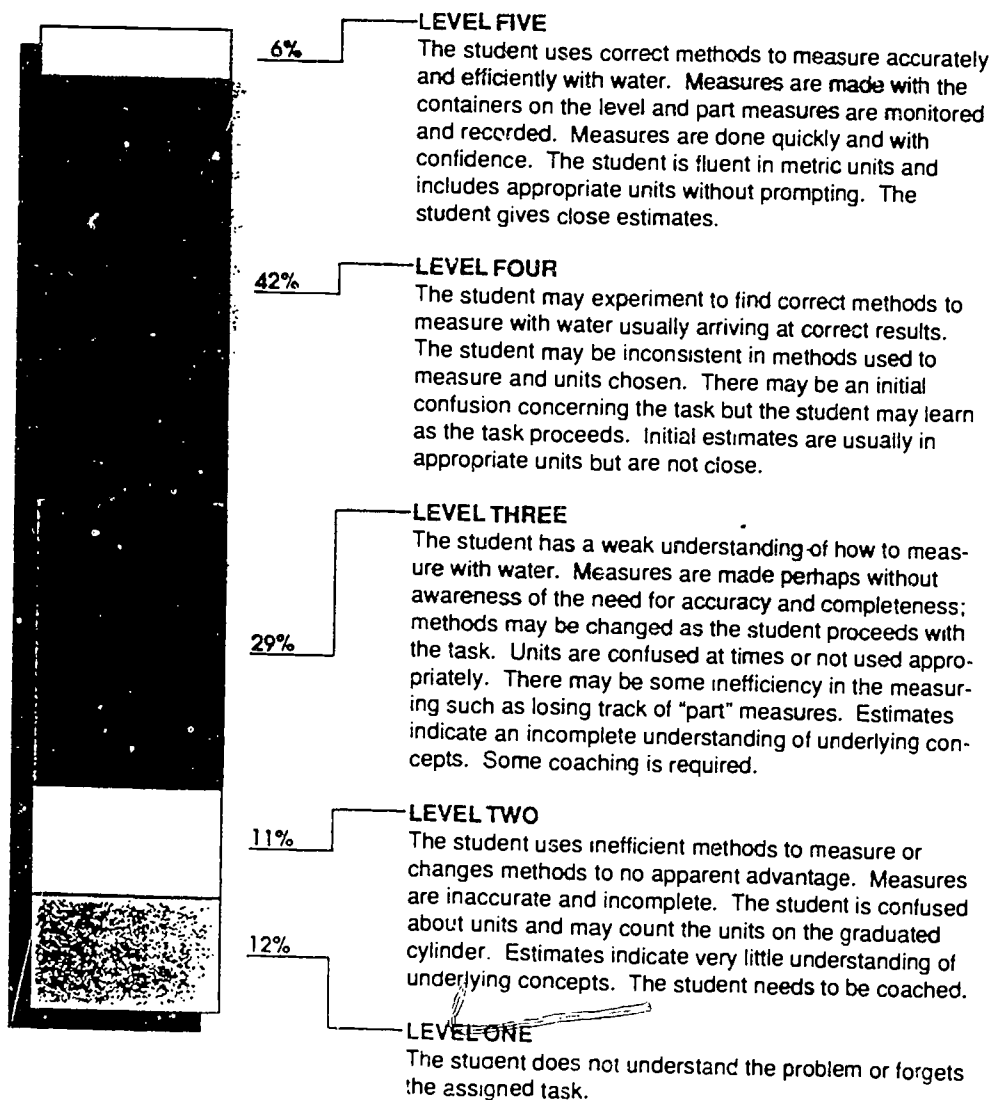 LEVEL FIVE
6%
The student uses correct methods to measure accurately
and efficiently with water. Measures are made with the
containers on the level and part measures are monitored
and recorded. Measures are done quickly and with
confidence. The student is fluent in metric units and
includes appropriate units without prompting. The
student gives close estimates.
LEVEL FOUR
42%
The student may experiment to find correct methods to
measure with water usually arriving at correct results.
The student may be inconsistent in methods used to
measure and units chosen. There may be an initial
confusion concerning the task but the student may learn
as the task proceeds. Initial estimates are usually in
appropriate units but are not close.
LEVEL THREE
The student has a weak understanding of how to meas-
ure with water. Measures are made perhaps without
awareness of the need for accuracy and completeness;
methods may be changed as the student proceeds with
29%
the task. Units are confused at times or not used appro-
priately. There may be some inefficiency in the measur-
ing such as losing track of "part" measures. Estimates
indicate an incomplete understanding of underlying con-
cepts. Some coaching is required.
LEVEL TWO
11%
The student uses inefficient methods to measure or
changes methods to no apparent advantage. Measures
are inaccurate and incomplete. The student is confused
about units and may count the units on the graduated
12%
cylinder. Estimates indicate very little understanding of
underlying concepts. The student needs to be coached.
LEVEL ONE
The student does not understand the problem or forgets
the assigned task.